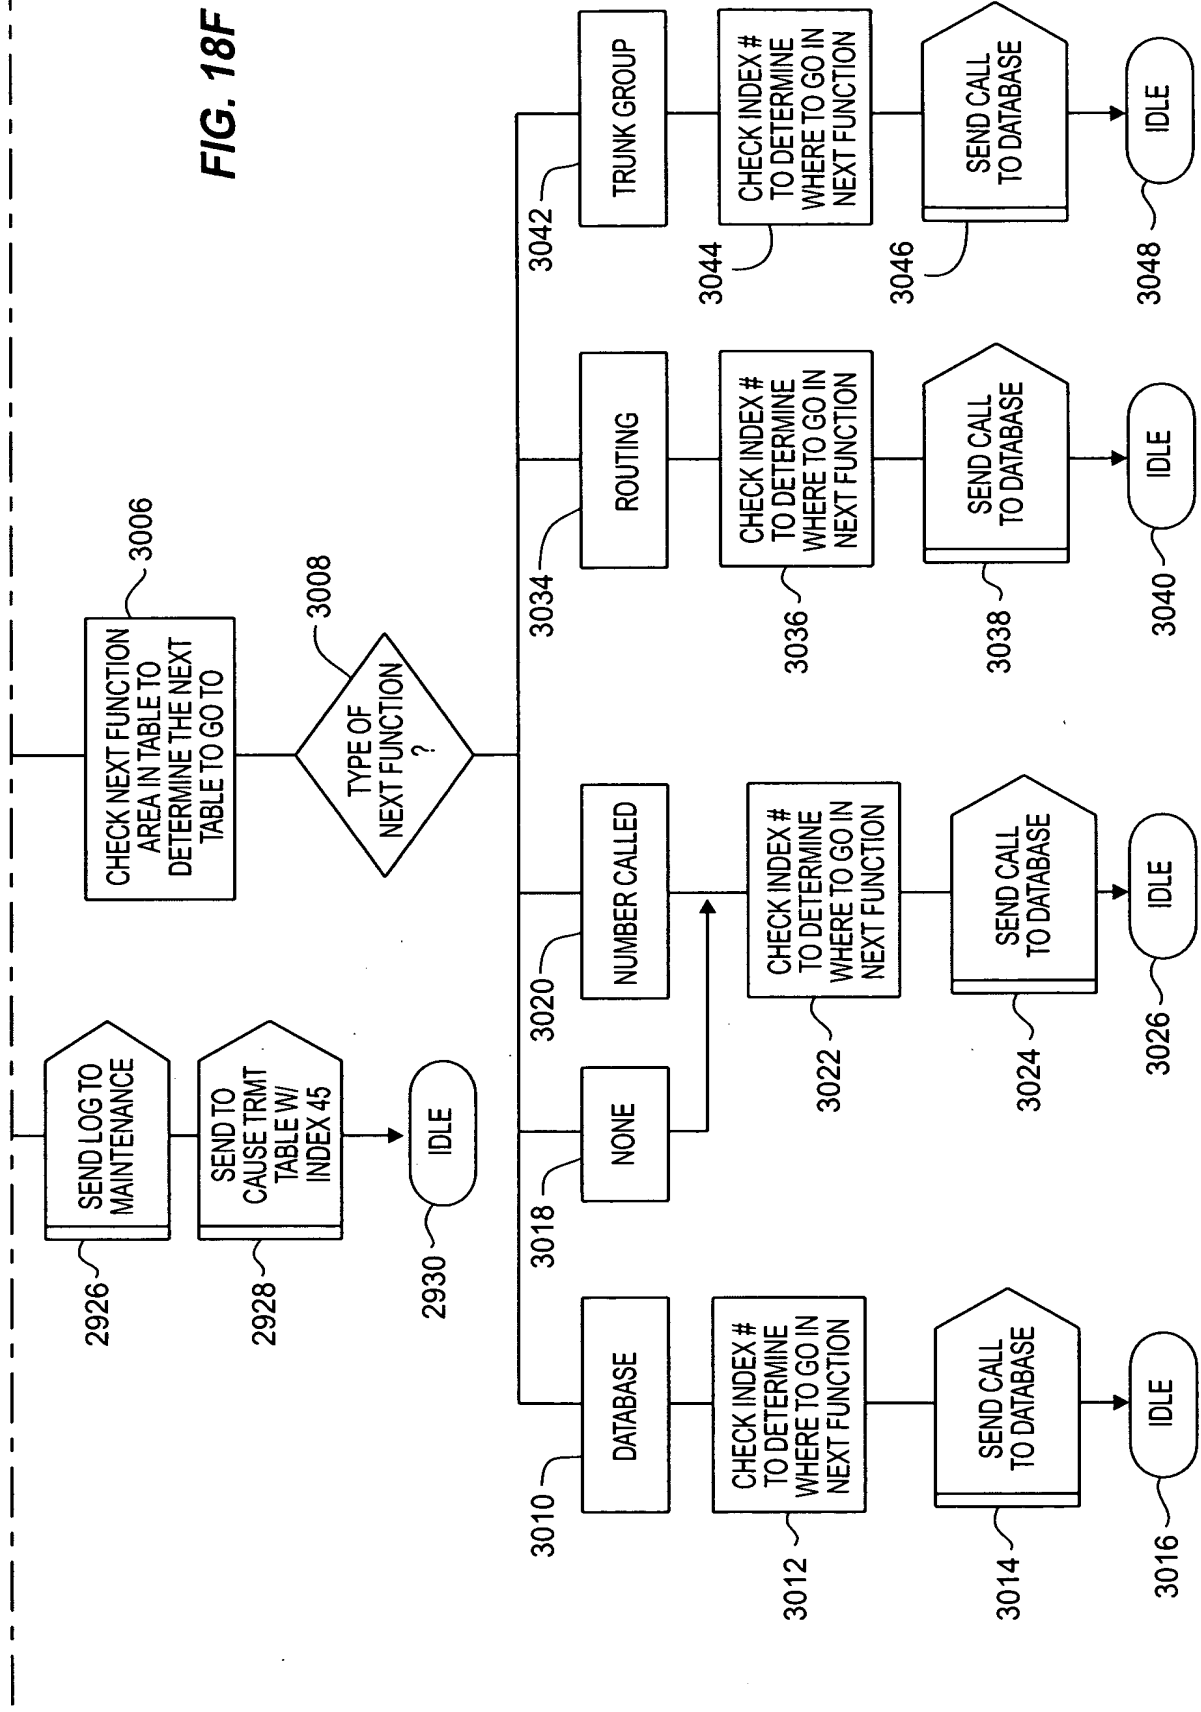 FIG. 18F
2926
SEND LOG TO
MAINTENANCE
2928
SEND TO
CAUSE TRMT
TABLE W/
INDEX 45
2930
IDLE
3006
CHECK NEXT FUNCTION
AREA IN TABLE TO
DETERMINE THE NEXT
TABLE TO GO TO
3008
TYPE OF
NEXT FUNCTION
?
3010
DATABASE
3012
CHECK INDEX #
TO DETERMINE
WHERE TO GO IN
NEXT FUNCTION
3014
SEND CALL
TO DATABASE
3016
IDLE
3018
NONE
3020
NUMBER CALLED
3022
CHECK INDEX #
TO DETERMINE
WHERE TO GO IN
NEXT FUNCTION
3024
SEND CALL
TO DATABASE
3026
IDLE
3034
ROUTING
3036
CHECK INDEX #
TO DETERMINE
WHERE TO GO IN
NEXT FUNCTION
3038
SEND CALL
TO DATABASE
3040
IDLE
3042
TRUNK GROUP
3044
CHECK INDEX #
TO DETERMINE
WHERE TO GO IN
NEXT FUNCTION
3046
SEND CALL
TO DATABASE
3048
IDLE